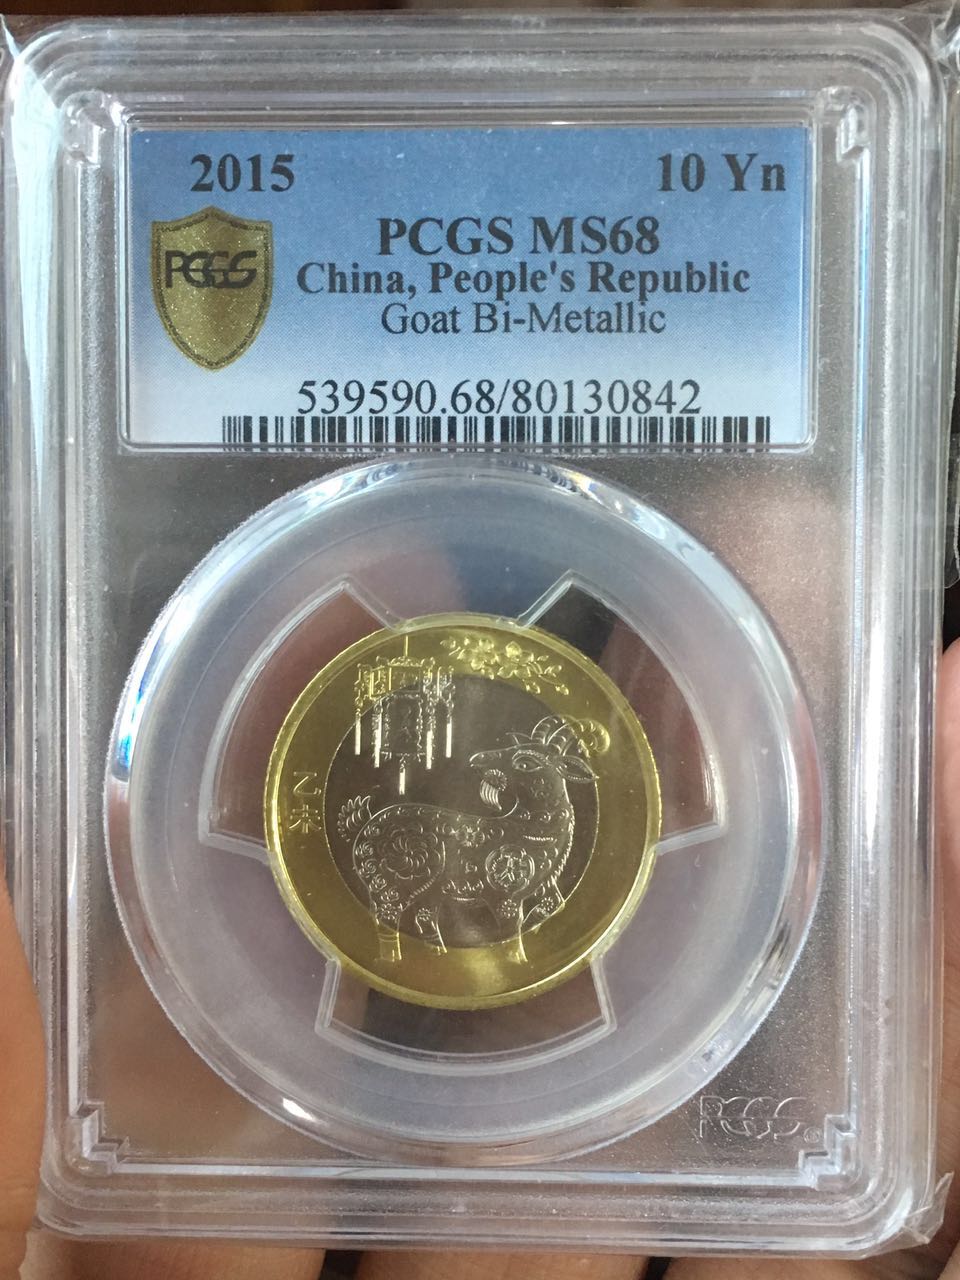 2015 10 Yn
PCGS MS68
PCGS
China, People's Republic
Goat Bi-Metallic
539590.68/80130842
乙未
PCGS